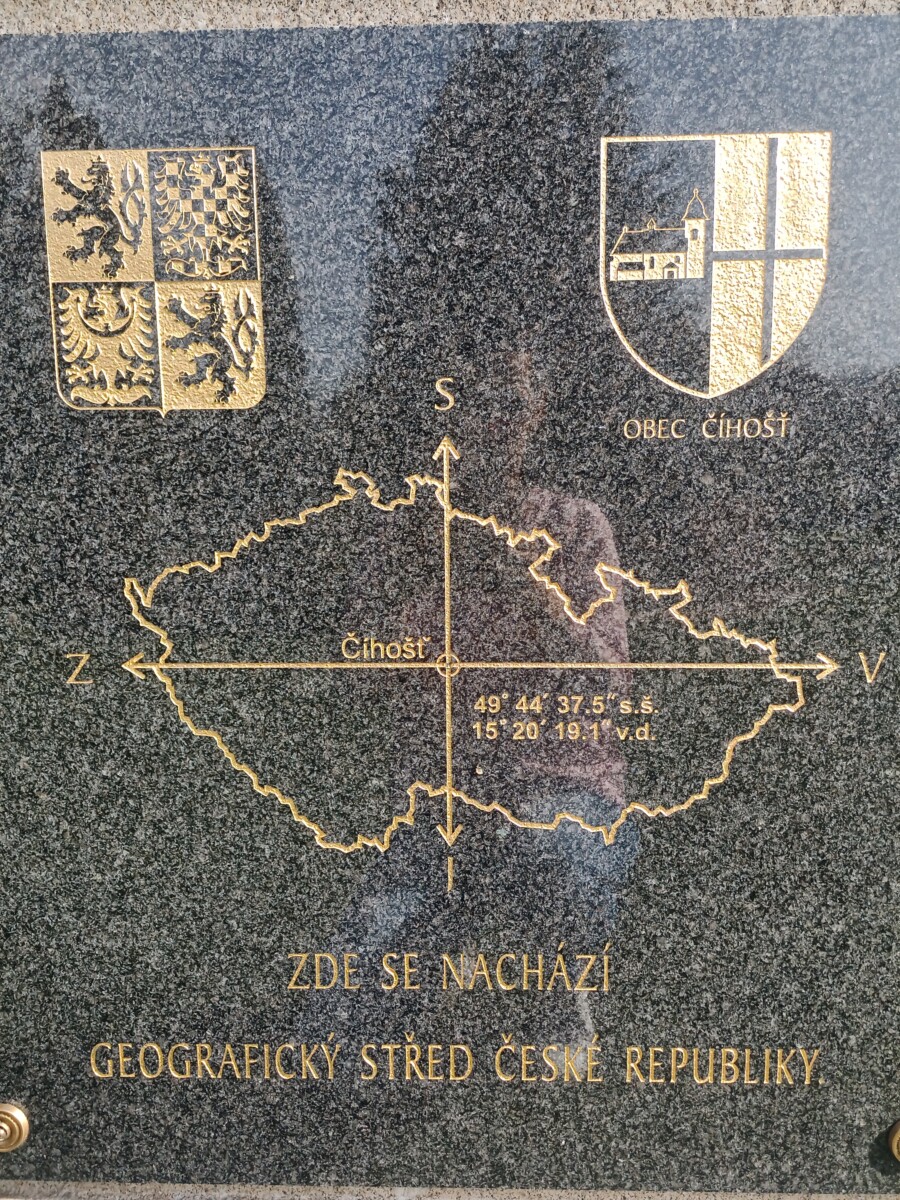 S
OBEC ČÍHOŠŤ
Číhošť
Z
V
49° 44′ 37.5″ s.š.
15° 20′ 19.1″ v.d.
J
ZDE SE NACHÁZÍ
GEOGRAFICKÝ STŘED ČESKÉ REPUBLIKY.